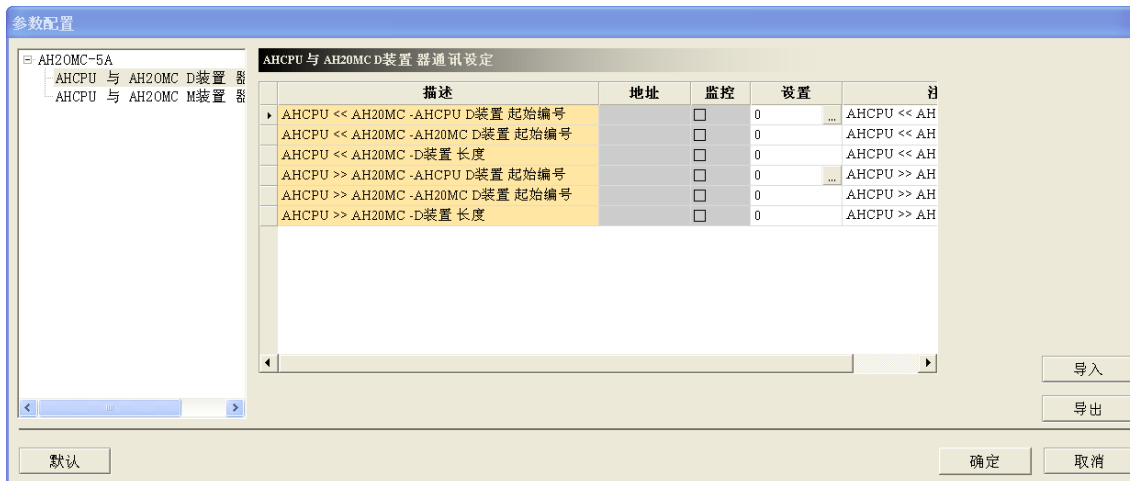 参数配置
AH20MC-5A
AHCPU 与 AH20MC D装置 器
AHCPU 与 AH20MC M装置 器
AHCPU 与 AH20MC D装置 器通讯设定
描述 地址 监控 设置 注
AHCPU << AH20MC -AHCPU D装置 起始编号 0 ... AHCPU << AH
AHCPU << AH20MC -AH20MC D装置 起始编号 0 AHCPU << AH
AHCPU << AH20MC -D装置 长度 0 AHCPU << AH
AHCPU >> AH20MC -AHCPU D装置 起始编号 0 ... AHCPU >> AH
AHCPU >> AH20MC -AH20MC D装置 起始编号 0 AHCPU >> AH
AHCPU >> AH20MC -D装置 长度 0 AHCPU >> AH
导入
导出
默认 确定 取消